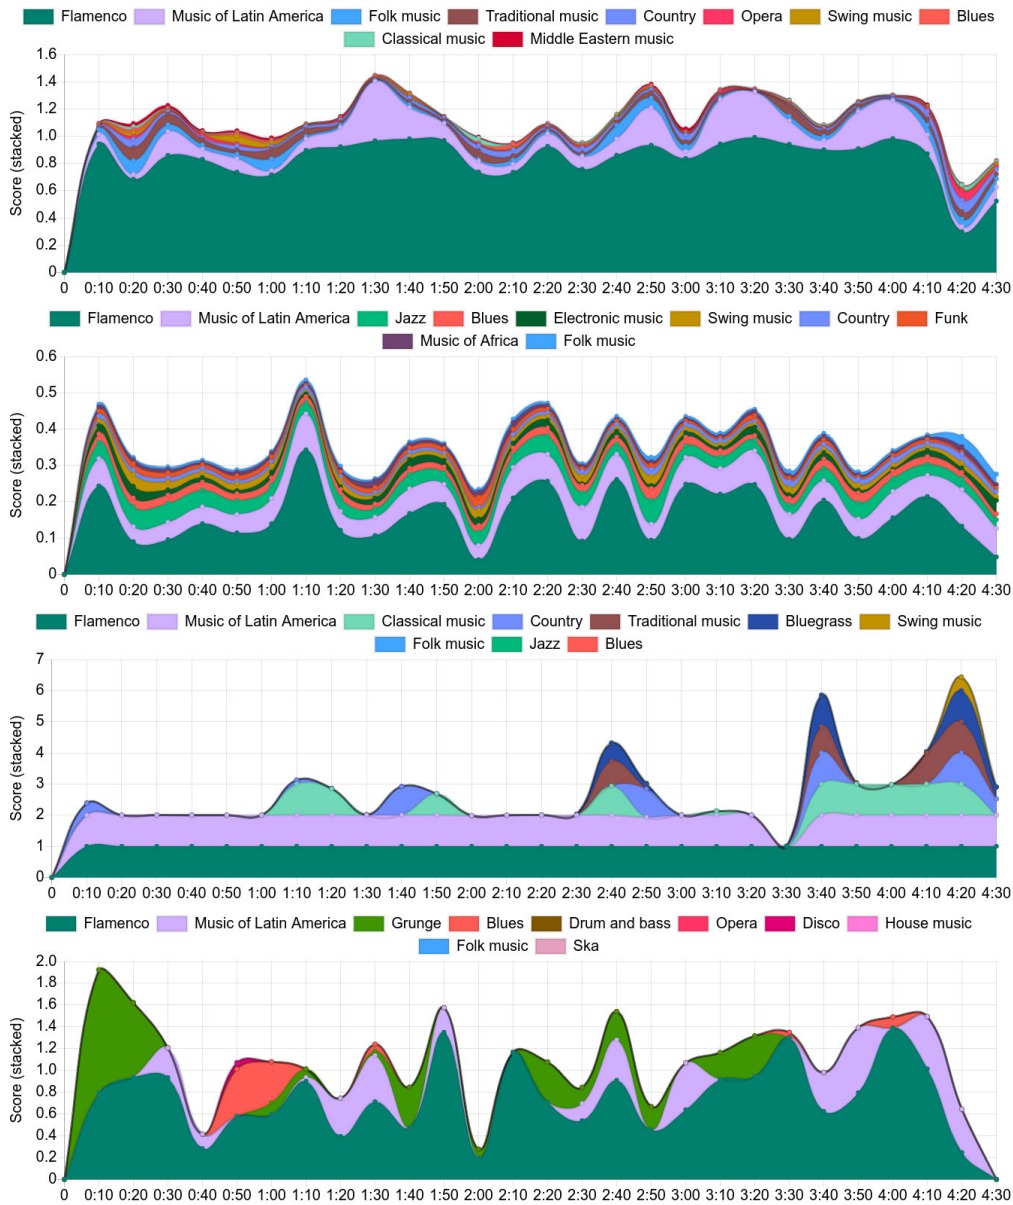 Flamenco Music of Latin America Folk music Traditional music Country Opera Swing music Blues
Classical music Middle Eastern music
1.6
1.4
1.2
1.0
0.8
0.6
0.4
0.2
0
Score (stacked)
0 0:10 0:20 0:30 0:40 0:50 1:00 1:10 1:20 1:30 1:40 1:50 2:00 2:10 2:20 2:30 2:40 2:50 3:00 3:10 3:20 3:30 3:40 3:50 4:00 4:10 4:20 4:30
Flamenco Music of Latin America Jazz Blues Electronic music Swing music Country Funk
Music of Africa Folk music
0.6
0.5
0.4
0.3
0.2
0.1
0
Score (stacked)
0 0:10 0:20 0:30 0:40 0:50 1:00 1:10 1:20 1:30 1:40 1:50 2:00 2:10 2:20 2:30 2:40 2:50 3:00 3:10 3:20 3:30 3:40 3:50 4:00 4:10 4:20 4:30
Flamenco Music of Latin America Classical music Country Traditional music Bluegrass Swing music
Folk music Jazz Blues
7
6
5
4
3
2
1
0
Score (stacked)
0 0:10 0:20 0:30 0:40 0:50 1:00 1:10 1:20 1:30 1:40 1:50 2:00 2:10 2:20 2:30 2:40 2:50 3:00 3:10 3:20 3:30 3:40 3:50 4:00 4:10 4:20 4:30
Flamenco Music of Latin America Grunge Blues Drum and bass Opera Disco House music
Folk music Ska
2.0
1.8
1.6
1.4
1.2
1.0
0.8
0.6
0.4
0.2
0
Score (stacked)
0 0:10 0:20 0:30 0:40 0:50 1:00 1:10 1:20 1:30 1:40 1:50 2:00 2:10 2:20 2:30 2:40 2:50 3:00 3:10 3:20 3:30 3:40 3:50 4:00 4:10 4:20 4:30